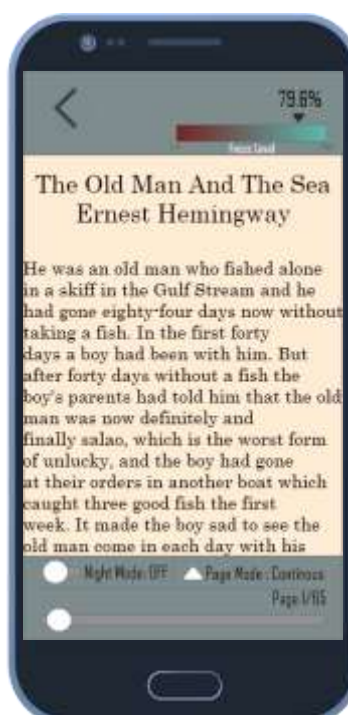 79.6%
Focus Level
The Old Man And The Sea
Ernest Hemingway
He was an old man who fished alone
in a skiff in the Gulf Stream and he
had gone eighty-four days now without
taking a fish. In the first forty
days a boy had been with him. But
after forty days without a fish the
boy's parents had told him that the old
man was now definitely and
finally salao, which is the worst form
of unlucky, and the boy had gone
at their orders in another boat which
caught three good fish the first
week. It made the boy sad to see the
old man come in each day with his
Night Mode: OFF Page Mode : Continous
Page 1/65